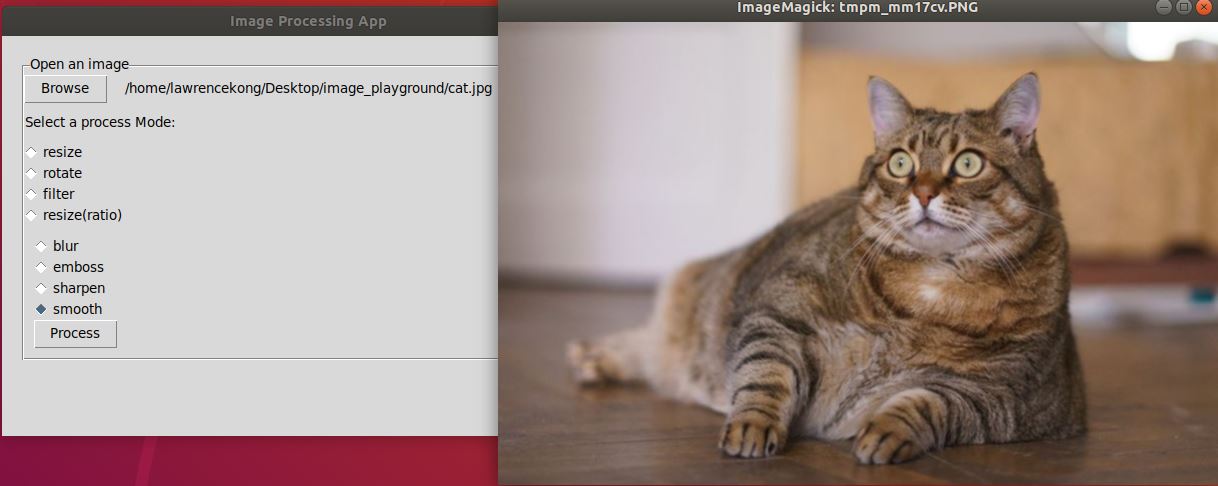 Image Processing App
ImageMagick: tmpm_mm17cv.PNG
Open an image
Browse /home/lawrencekong/Desktop/image_playground/cat.jpg
Select a process Mode:
resize
rotate
filter
resize(ratio)
blur
emboss
sharpen
smooth
Process